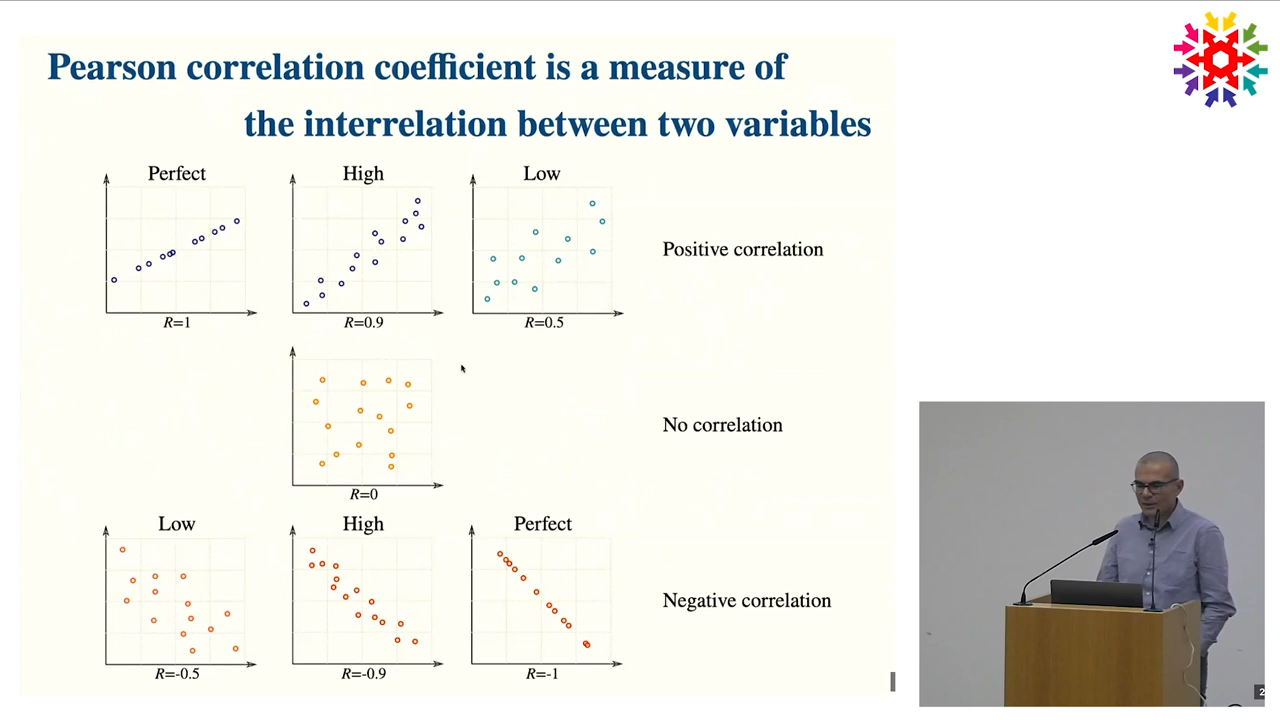 Pearson correlation coefficient is a measure of
the interrelation between two variables
Perfect
High
Low
R=1
R=0.9
R=0.5
Positive correlation
R=0
No correlation
Low
High
Perfect
R=-0.5
R=-0.9
R=-1
Negative correlation
2